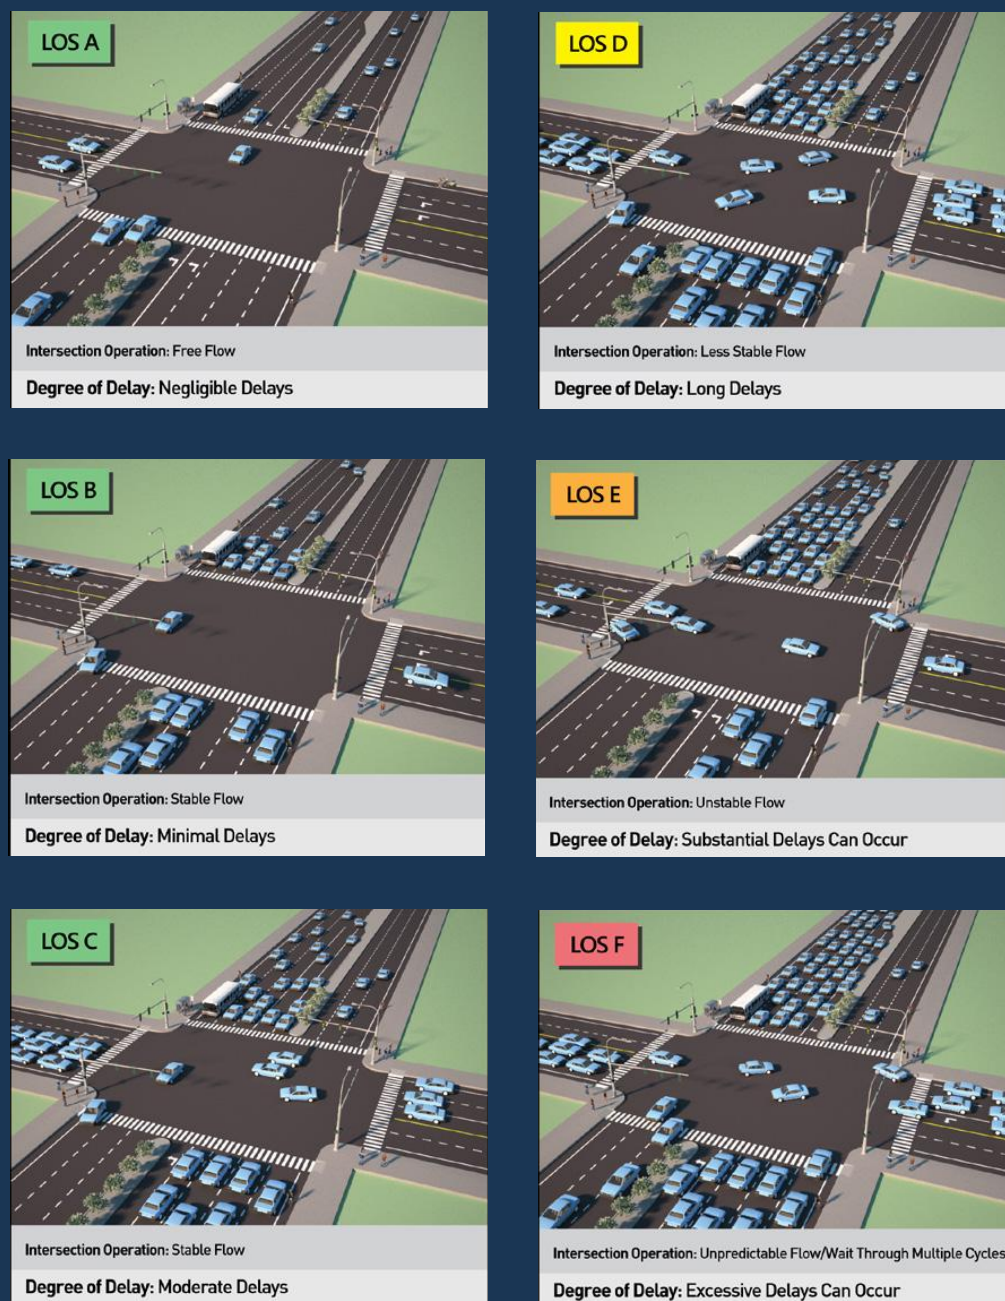 LOS A
Intersection Operation: Free Flow
Degree of Delay: Negligible Delays
LOS D
Intersection Operation: Less Stable Flow
Degree of Delay: Long Delays
LOS B
Intersection Operation: Stable Flow
Degree of Delay: Minimal Delays
LOS E
Intersection Operation: Unstable Flow
Degree of Delay: Substantial Delays Can Occur
LOS C
Intersection Operation: Stable Flow
Degree of Delay: Moderate Delays
LOS F
Intersection Operation: Unpredictable Flow/Wait Through Multiple Cycles
Degree of Delay: Excessive Delays Can Occur